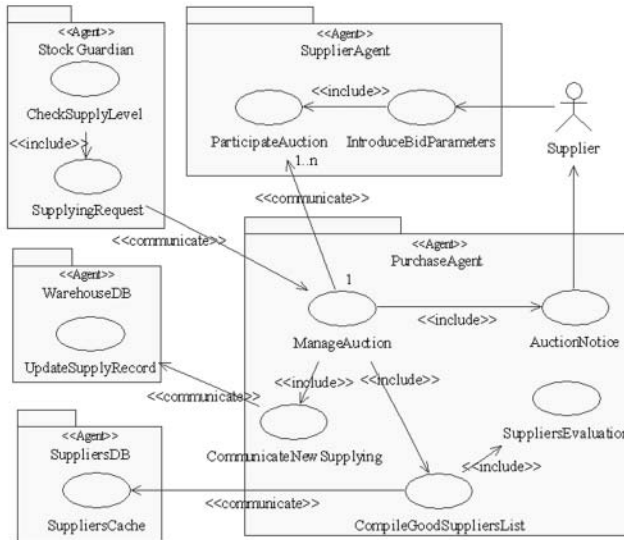 <<Agent>>
Stock Guardian
CheckSupplyLevel
<<include>>
SupplyingRequest
<<Agent>>
SupplierAgent
<<include>>
ParticipateAuction
IntroduceBidParameters
1..n
Supplier
<<communicate>>
<<communicate>>
<<Agent>>
PurchaseAgent
1
ManageAuction
<<include>>
AuctionNotice
<<Agent>>
WarehouseDB
UpdateSupplyRecord
<<communicate>>
<<include>>
<<include>>
CommunicateNewSupplying
SuppliersEvaluation
<<include>>
<<Agent>>
SuppliersDB
SuppliersCache
<<communicate>>
CompileGoodSuppliersList